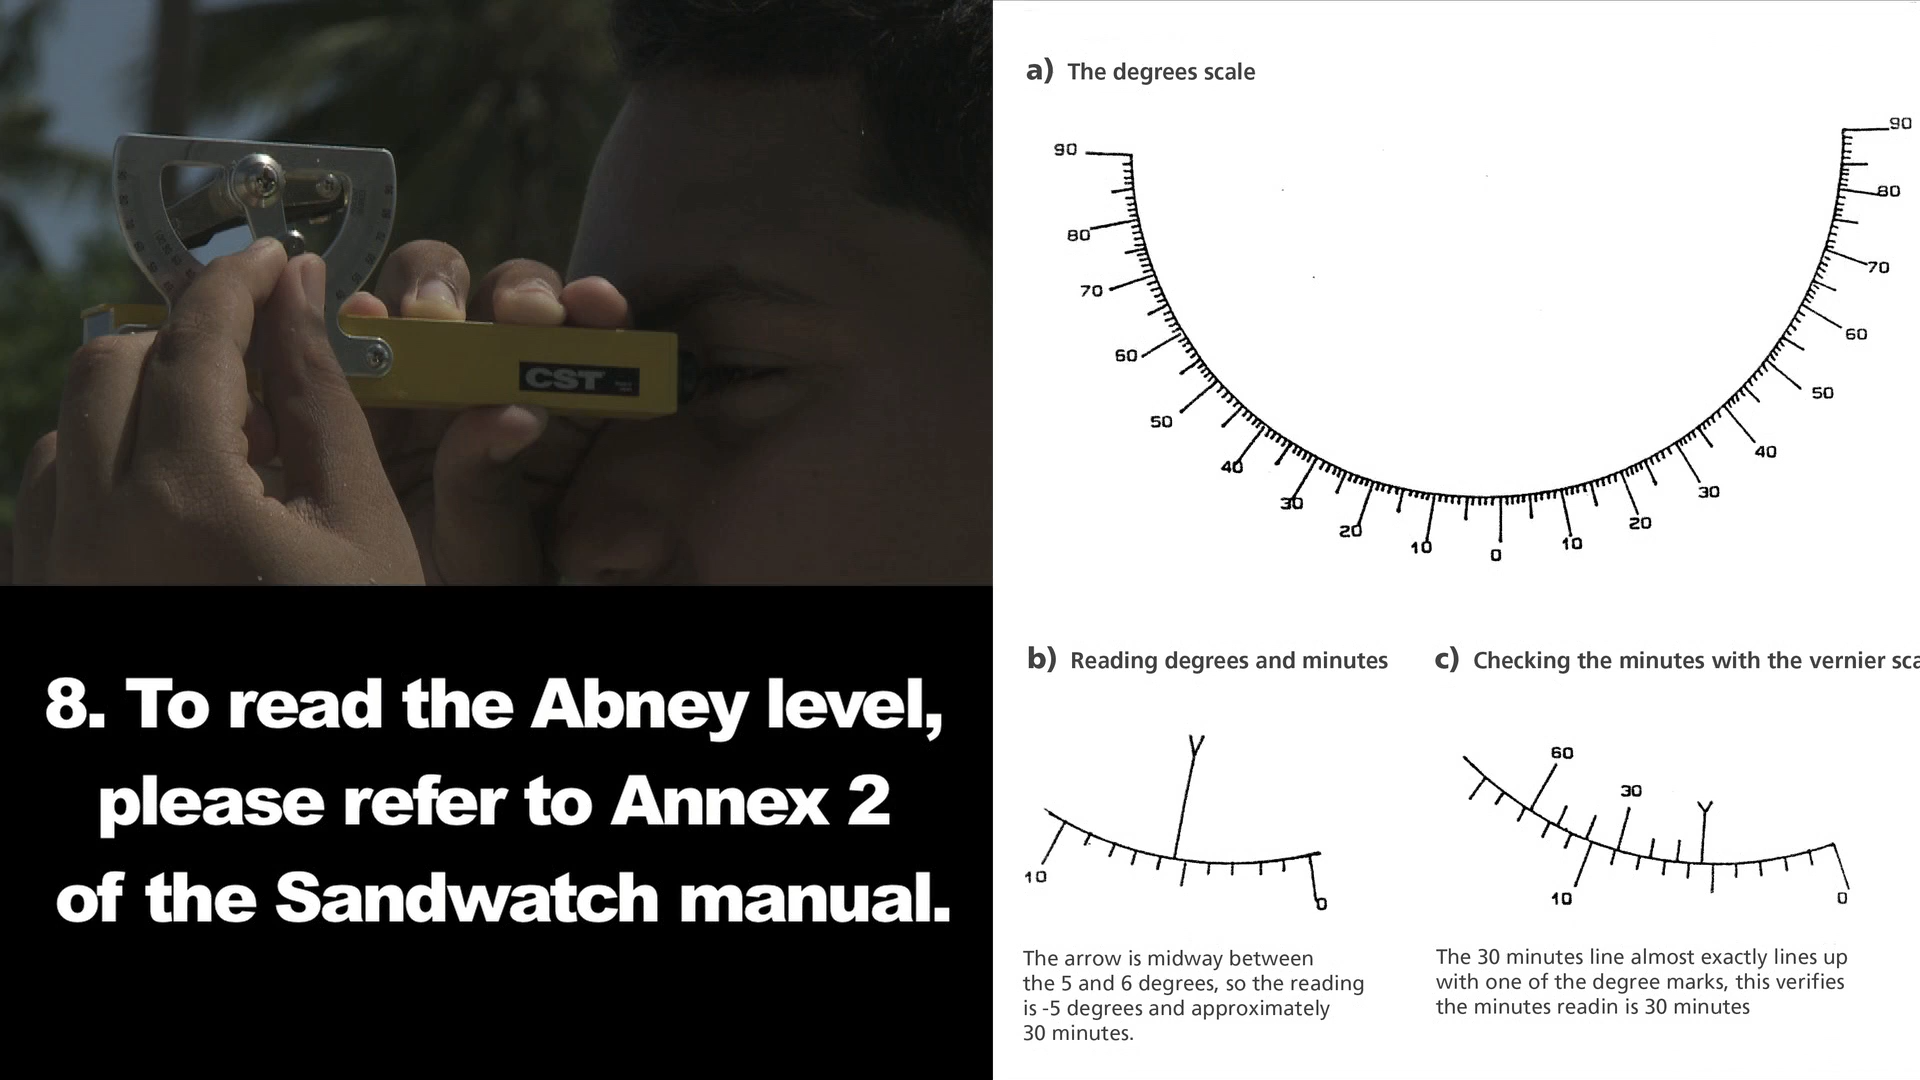 CST
8. To read the Abney level,
please refer to Annex 2
of the Sandwatch manual.
a) The degrees scale
90
80
70
60
50
40
30
20
10
0
10
20
30
40
50
60
70
80
90
b) Reading degrees and minutes
10
0
The arrow is midway between
the 5 and 6 degrees, so the reading
is -5 degrees and approximately
30 minutes.
c) Checking the minutes with the vernier sca
60
30
10
0
The 30 minutes line almost exactly lines up
with one of the degree marks, this verifies
the minutes readin is 30 minutes